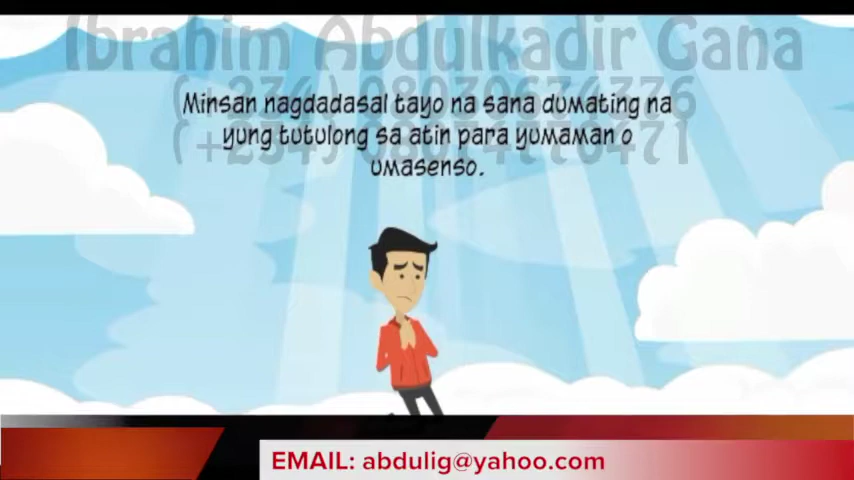 Ibrahim Abdulkadir Gana
Minsan nagdadasal tayo na sana dumating na
yung tutulong sa atin para yumaman o
umasenso.
EMAIL: abdulig@yahoo.com